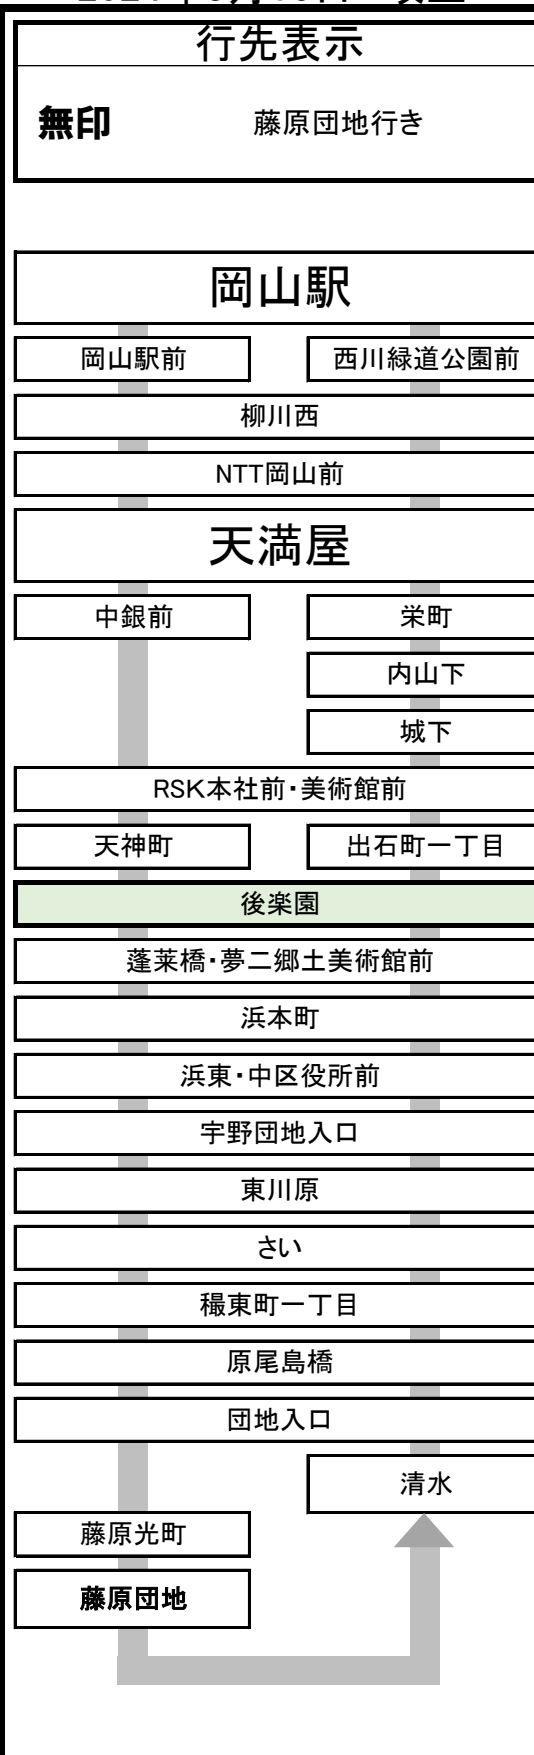 行先表示
無印 藤原団地行き
岡山駅
岡山駅前 西川緑道公園前
柳川西
NTT岡山前
天満屋
中銀前 栄町
内山下
城下
RSK本社前・美術館前
天神町 出石町一丁目
後楽園
蓬莱橋・夢二郷土美術館前
浜本町
浜東・中区役所前
宇野団地入口
東川原
さい
穝東町一丁目
原尾島橋
団地入口
清水
藤原光町
藤原団地